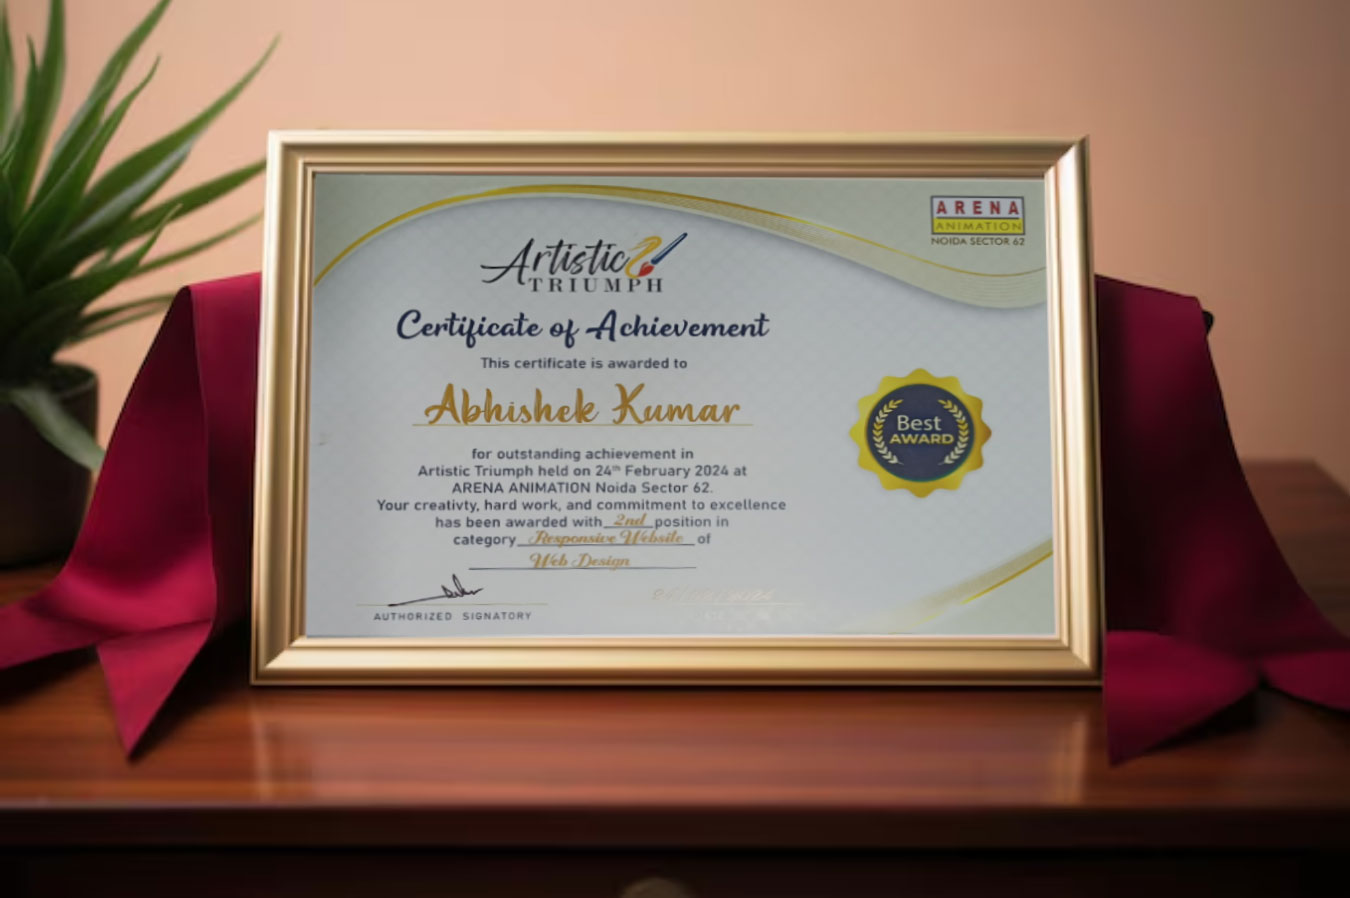 ARENA
ANIMATION
NOIDA SECTOR 62
Artistic
TRIUMPH
Certificate of Achievement
This certificate is awarded to
Abhishek Kumar
for outstanding achievement in
Artistic Triumph held on 24th February 2024 at
ARENA ANIMATION Noida Sector 62.
Your creativty, hard work, and commitment to excellence
has been awarded with 2nd position in
category Responsive Website of
Web Design
Best
AWARD
AUTHORIZED SIGNATORY